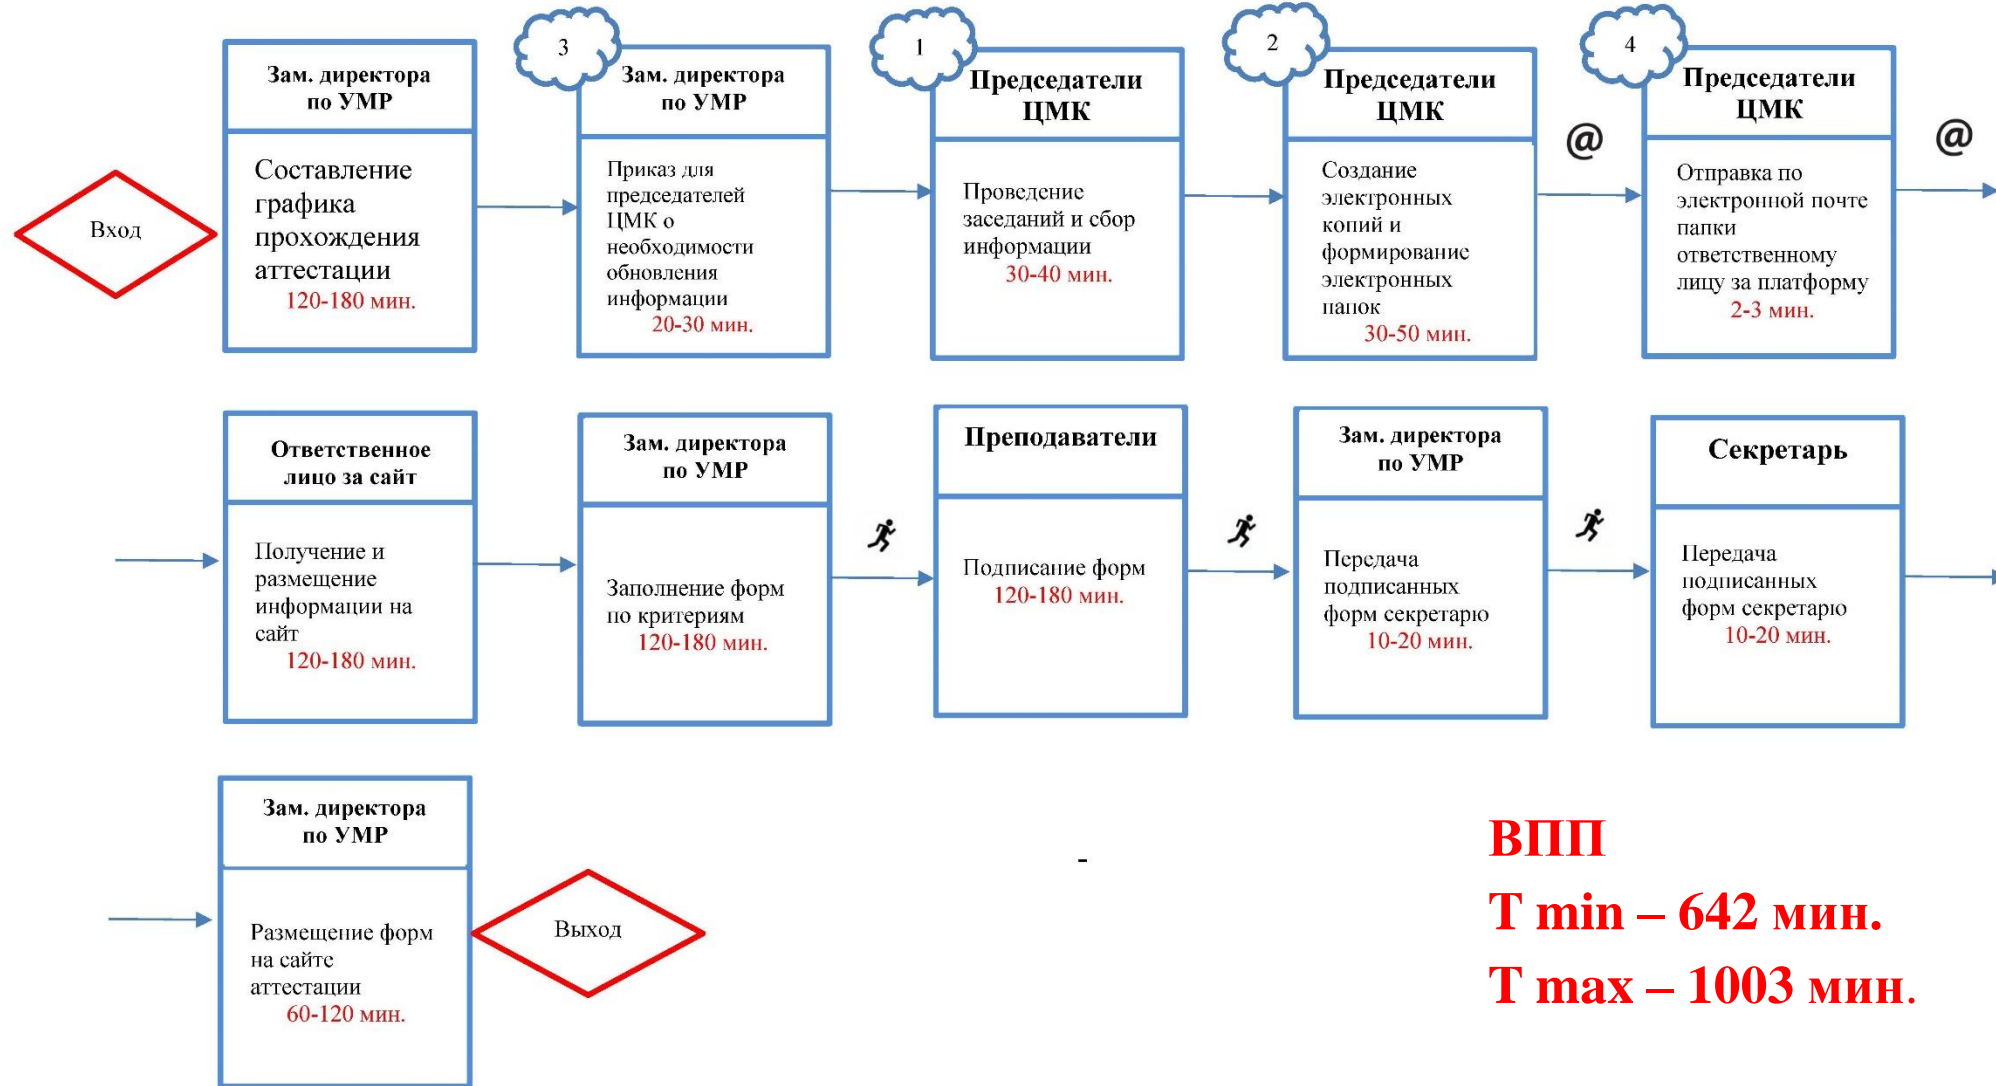 Вход
Зам. директора
по УМР
Составление
графика
прохождения
аттестации
120-180 мин.
3
Зам. директора
по УМР
Приказ для
председателей
ЦМК о
необходимости
обновления
информации
20-30 мин.
1
Председатели
ЦМК
Проведение
заседаний и сбор
информации
30-40 мин.
2
Председатели
ЦМК
Создание
электронных
копий и
формирование
электронных
папок
30-50 мин.
@
4
Председатели
ЦМК
Отправка по
электронной почте
папки
ответственному
лицу за платформу
2-3 мин.
@
Ответственное
лицо за сайт
Получение и
размещение
информации на
сайт
120-180 мин.
Зам. директора
по УМР
Заполнение форм
по критериям
120-180 мин.
Преподаватели
Подписание форм
120-180 мин.
Зам. директора
по УМР
Передача
подписанных
форм секретарю
10-20 мин.
Секретарь
Передача
подписанных
форм секретарю
10-20 мин.
Зам. директора
по УМР
Размещение форм
на сайте
аттестации
60-120 мин.
Выход
-
ВПП
T min – 642 мин.
T max – 1003 мин.